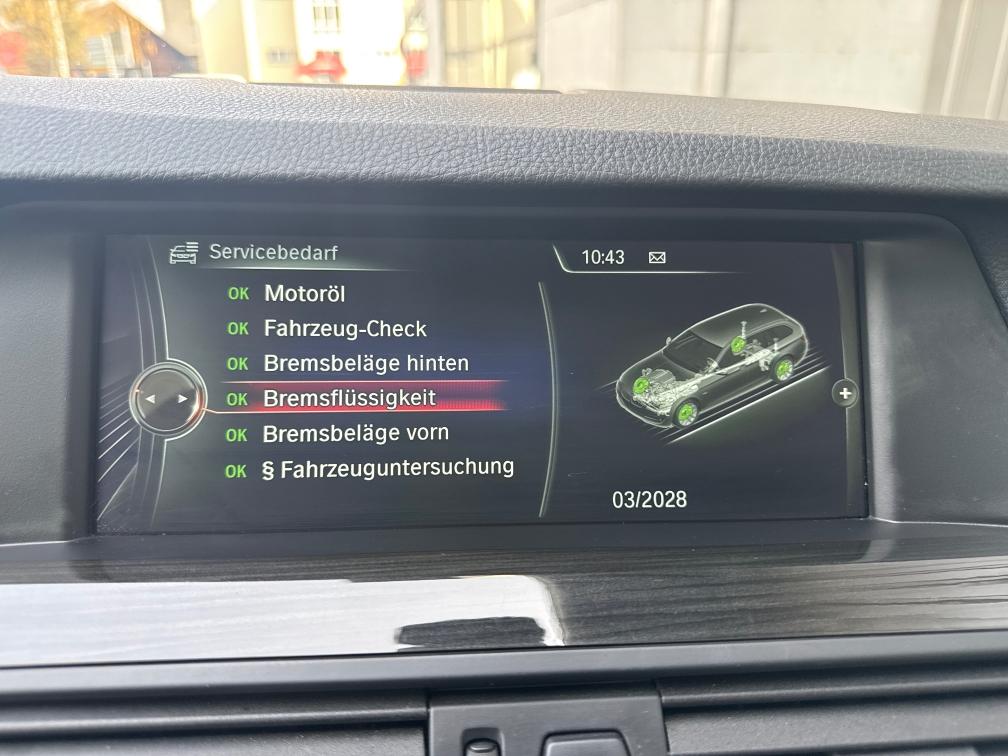 Servicebedarf
10:43
OK Motoröl
OK Fahrzeug-Check
OK Bremsbeläge hinten
OK Bremsflüssigkeit
OK Bremsbeläge vorn
OK § Fahrzeuguntersuchung
03/2028